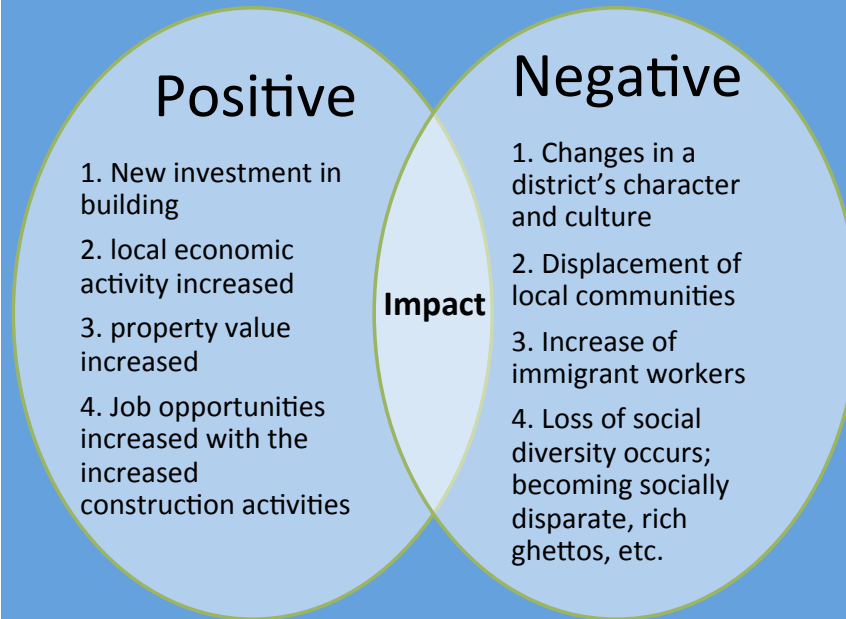 Positive
1. New investment in
building
2. local economic
activity increased
3. property value
increased
4. Job opportunities
increased with the
increased
construction activities
Impact
Negative
1. Changes in a
district’s character
and culture
2. Displacement of
local communities
3. Increase of
immigrant workers
4. Loss of social
diversity occurs;
becoming socially
disparate, rich
ghettos, etc.